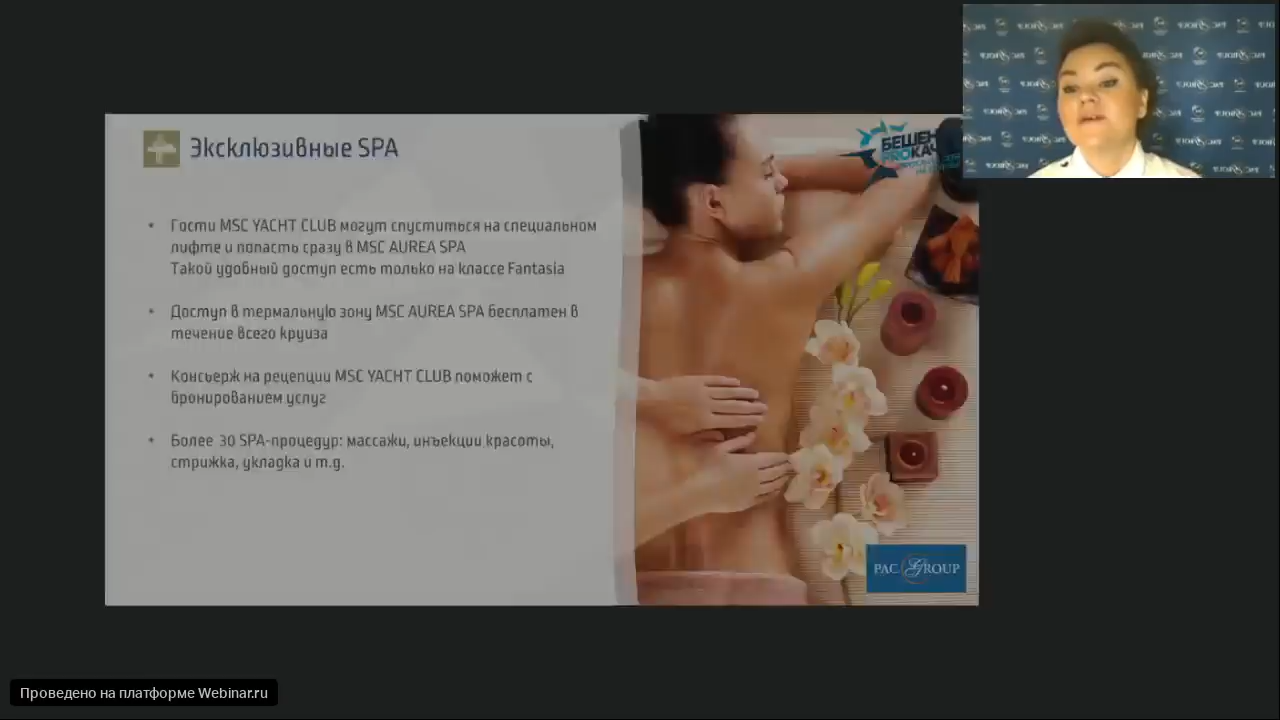 Эксклюзивные SPA
• Гости MSC YACHT CLUB могут спуститься на специальном
лифте и попасть сразу в MSC AUREA SPA
Такой удобный доступ есть только на классе Fantasia
• Доступ в термальную зону MSC AUREA SPA бесплатен в
течение всего круиза
• Консьерж на рецепции MSC YACHT CLUB поможет с
бронированием услуг
• Более 30 SPA-процедур: массажи, инъекции красоты,
стрижка, укладка и т.д.
PAC GROUP
Проведено на платформе Webinar.ru